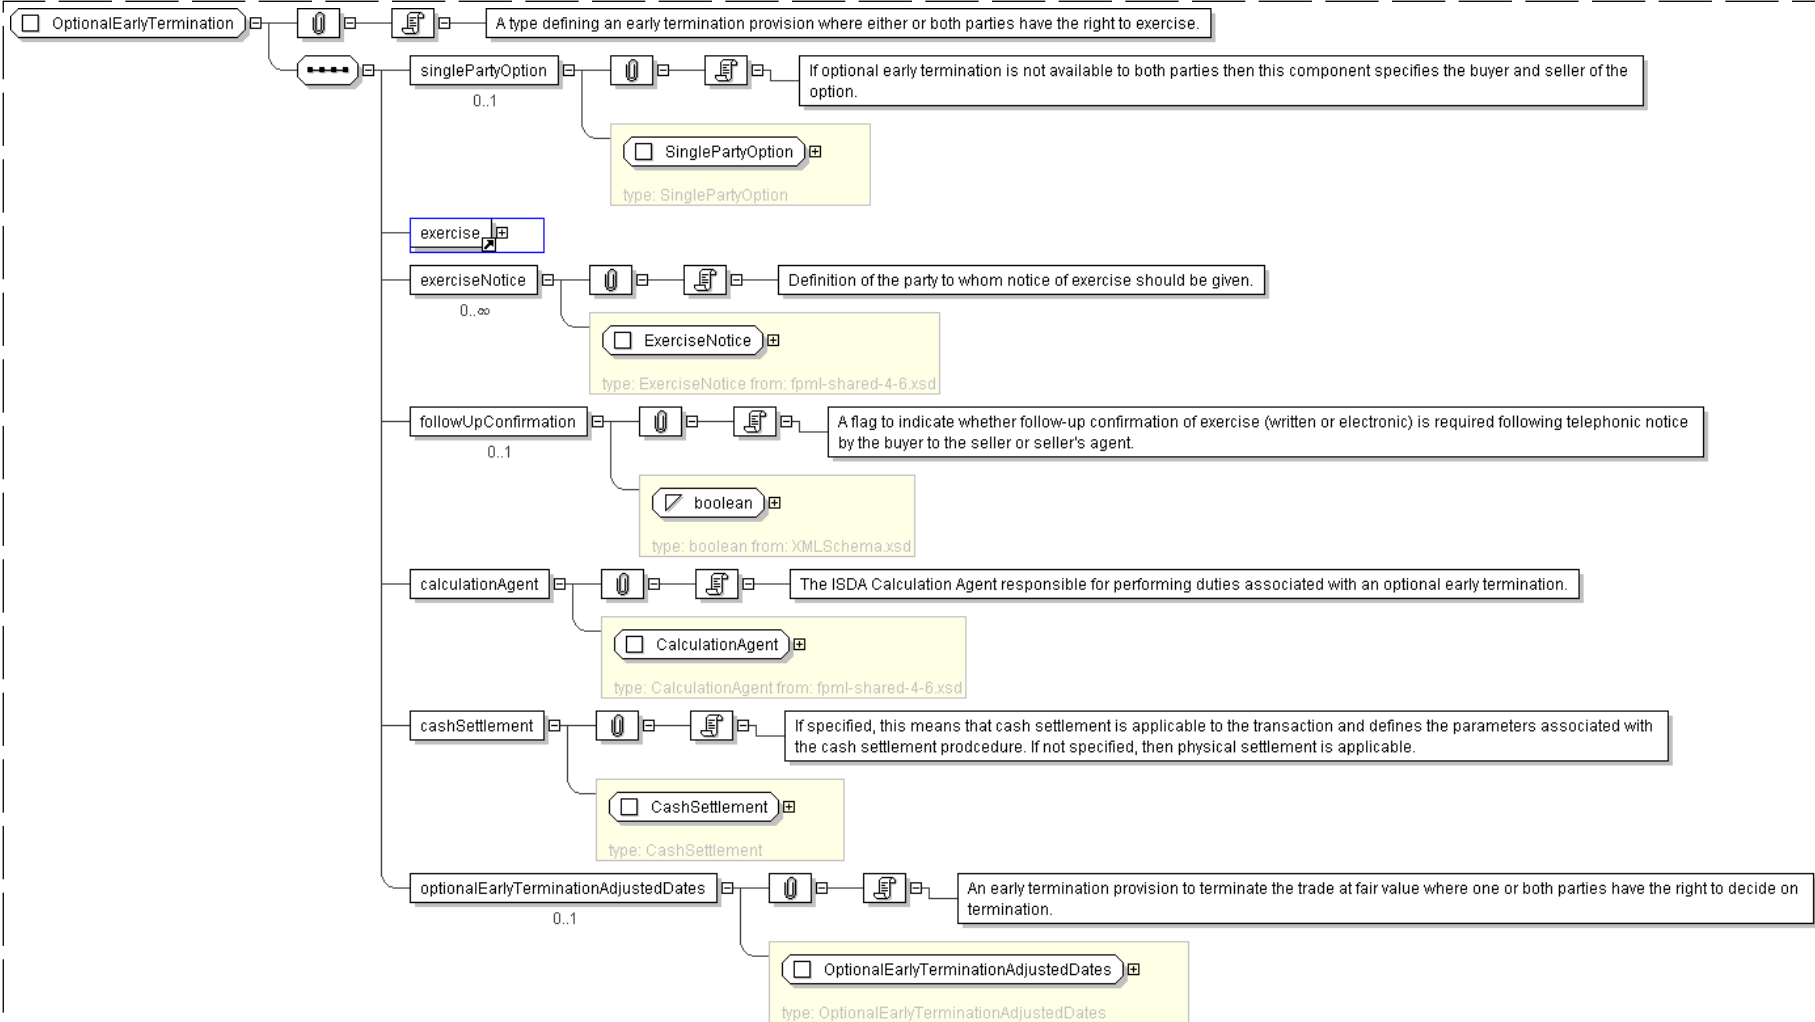 OptionalEarlyTermination
A type defining an early termination provision where either or both parties have the right to exercise.
singlePartyOption
If optional early termination is not available to both parties then this component specifies the buyer and seller of the
option.
0..1
SinglePartyOption
type: SinglePartyOption
exercise
exerciseNotice
Definition of the party to whom notice of exercise should be given.
0..∞
ExerciseNotice
type: ExerciseNotice from: fpml-shared-4-6.xsd
followUpConfirmation
A flag to indicate whether follow-up confirmation of exercise (written or electronic) is required following telephonic notice
by the buyer to the seller or seller's agent.
0..1
boolean
type: boolean from: XMLSchema.xsd
calculationAgent
The ISDA Calculation Agent responsible for performing duties associated with an optional early termination.
CalculationAgent
type: CalculationAgent from: fpml-shared-4-6.xsd
cashSettlement
If specified, this means that cash settlement is applicable to the transaction and defines the parameters associated with
the cash settlement prodcedure. If not specified, then physical settlement is applicable.
CashSettlement
type: CashSettlement
optionalEarlyTerminationAdjustedDates
An early termination provision to terminate the trade at fair value where one or both parties have the right to decide on
termination.
0..1
OptionalEarlyTerminationAdjustedDates
type: OptionalEarlyTerminationAdjustedDates